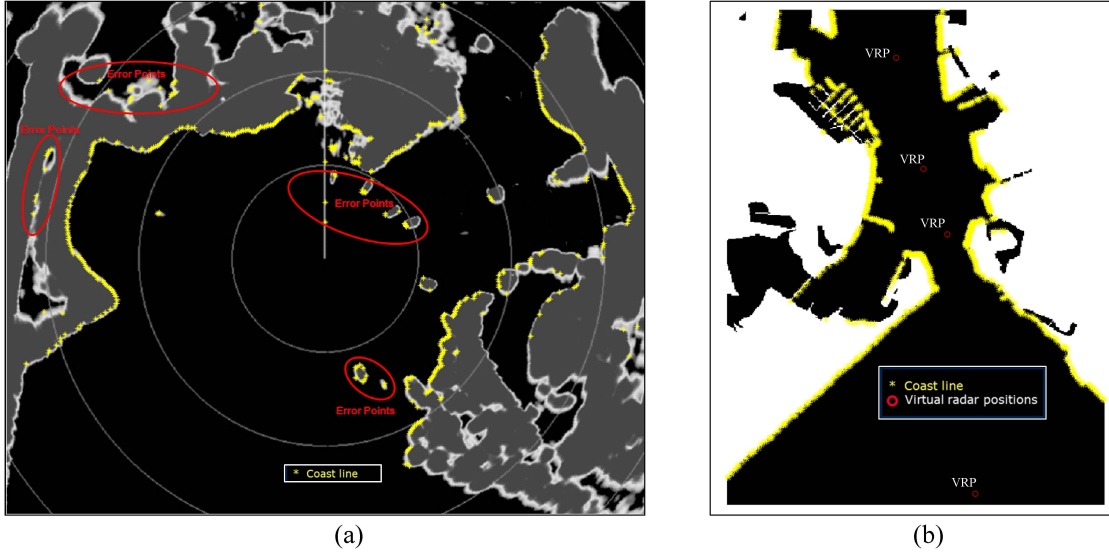 Error Points
Error Points
Error Points
Error Points
* Coast line
(a)
VRP
VRP
VRP
* Coast line
Virtual radar positions
VRP
(b)